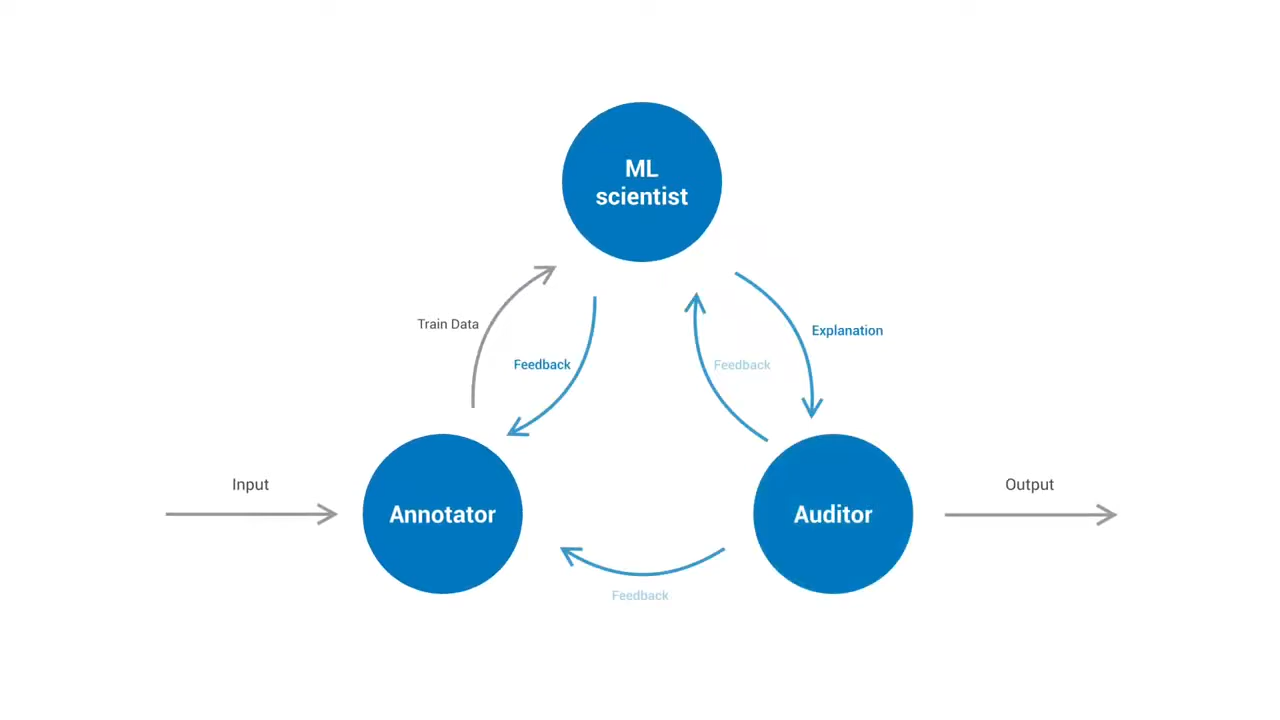 ML
scientist
Train Data
Explanation
Feedback
Feedback
Input
Annotator
Auditor
Output
Feedback